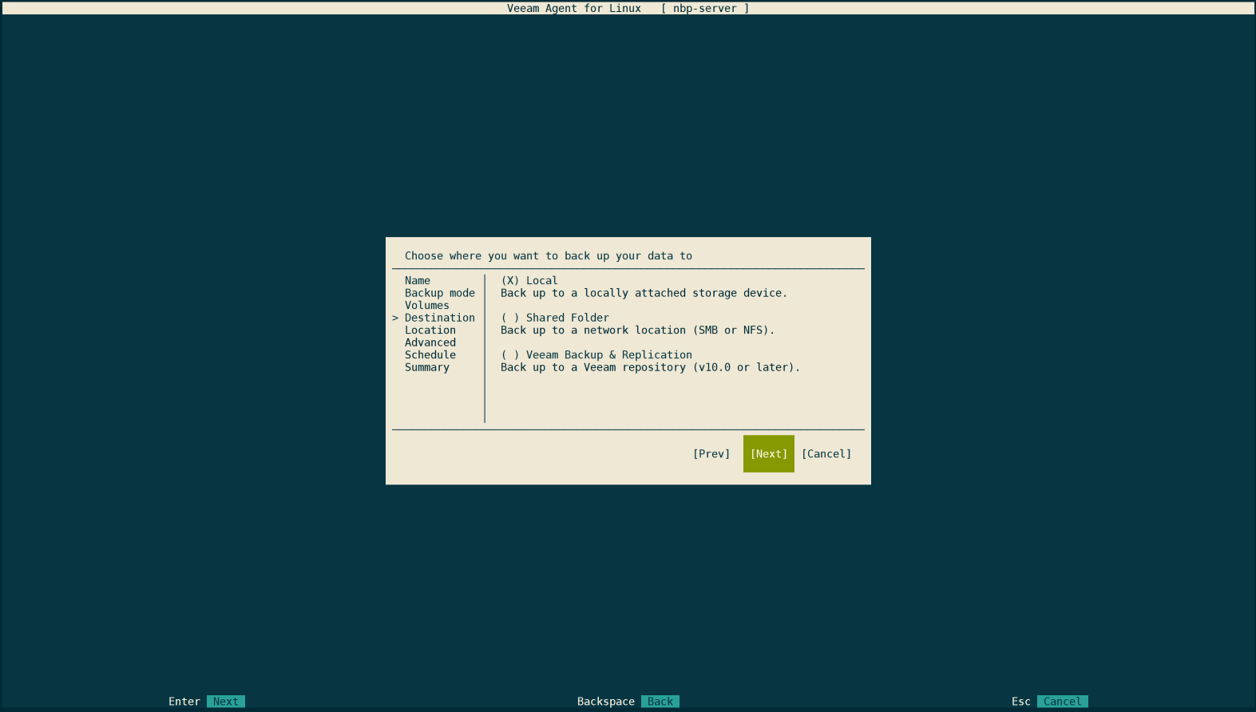 Veeam Agent for Linux [ nbp-server ]
Choose where you want to back up your data to
Name
Backup mode
Volumes
> Destination
Location
Advanced
Schedule
Summary
(X) Local
Back up to a locally attached storage device.
( ) Shared Folder
Back up to a network location (SMB or NFS).
( ) Veeam Backup & Replication
Back up to a Veeam repository (v10.0 or later).
[Prev] [Next] [Cancel]
Enter Next Backspace Back Esc Cancel